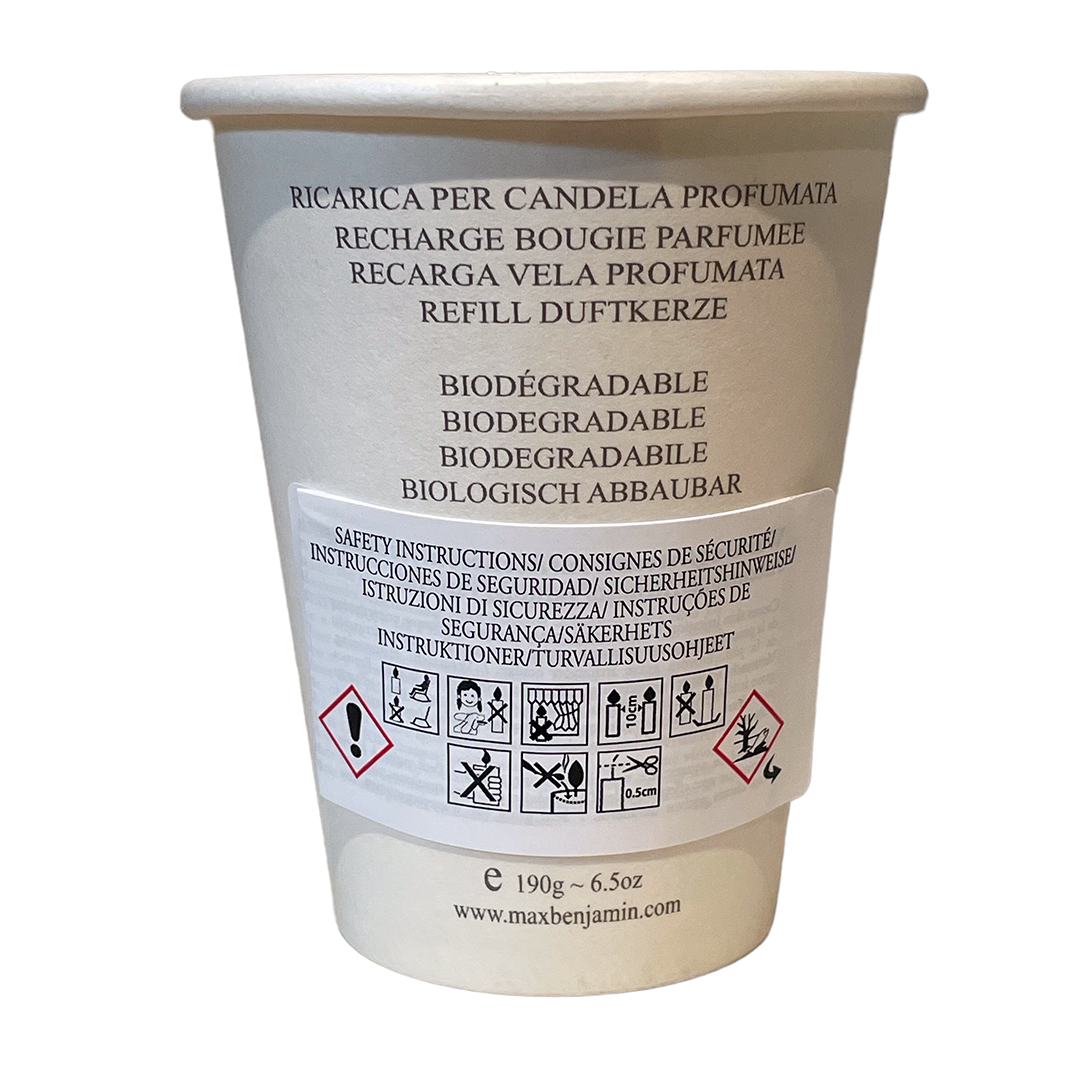 RICARICA PER CANDELA PROFUMATA
RECHARGE BOUGIE PARFUMEE
RECARGA VELA PROFUMATA
REFILL DUFTKERZE
BIODÉGRADABLE
BIODEGRADABLE
BIODEGRADABILE
BIOLOGISCH ABBAUBAR
SAFETY INSTRUCTIONS/ CONSIGNES DE SÉCURITÉ/
INSTRUCCIONES DE SEGURIDAD/ SICHERHEITSHINWEISE/
ISTRUZIONI DI SICUREZZA/ INSTRUÇÓES DE
SEGURANÇA/SÄKERHETS
INSTRUKTIONER/TURVALLISUUSOHJEET
10cm
0.5cm
e 190g ~ 6.5oz
www.maxbenjamin.com